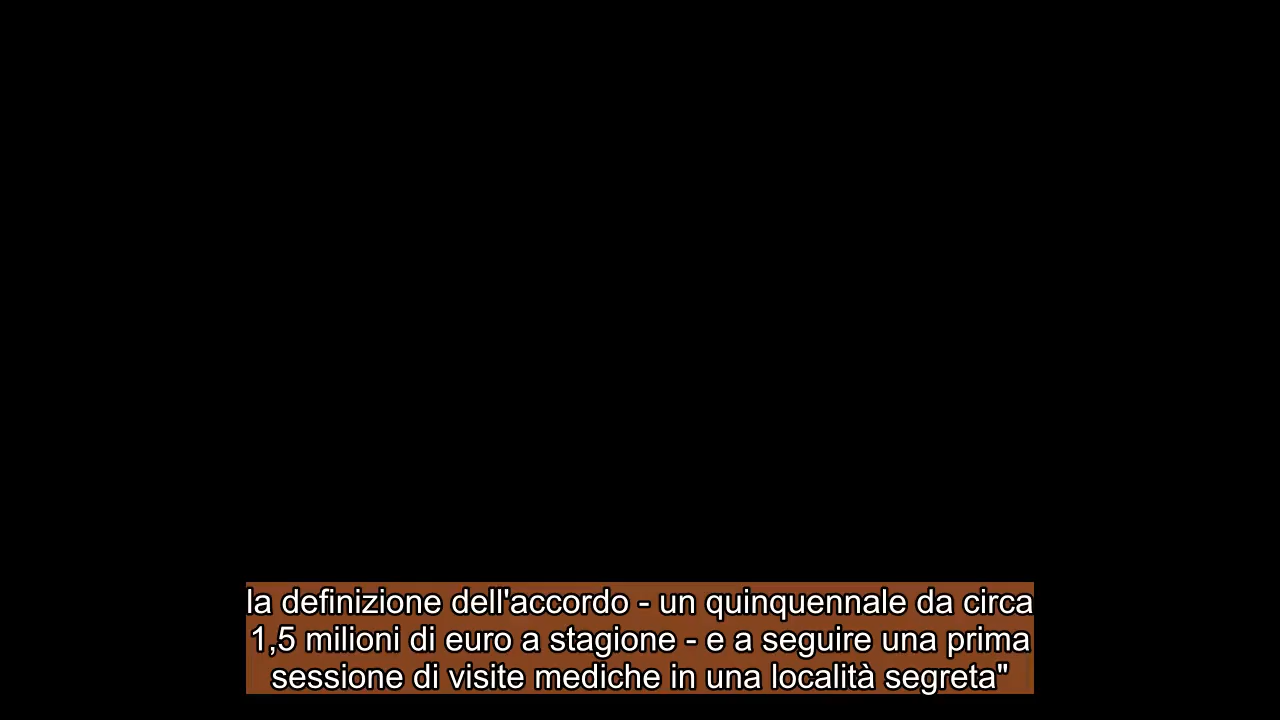 la definizione dell'accordo - un quinquennale da circa
1,5 milioni di euro a stagione - e a seguire una prima
sessione di visite mediche in una località segreta"